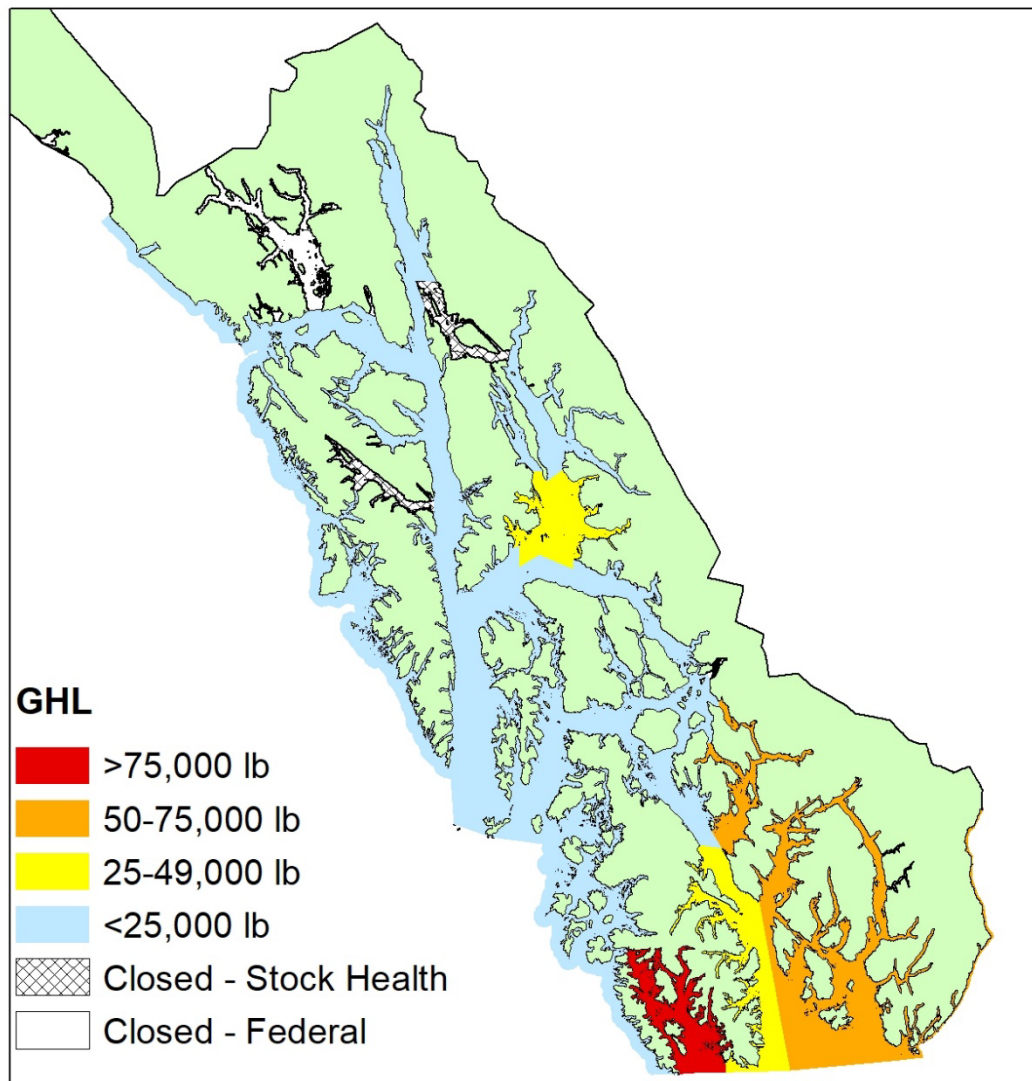 GHL
>75,000 lb
50-75,000 lb
25-49,000 lb
<25,000 lb
Closed - Stock Health
Closed - Federal